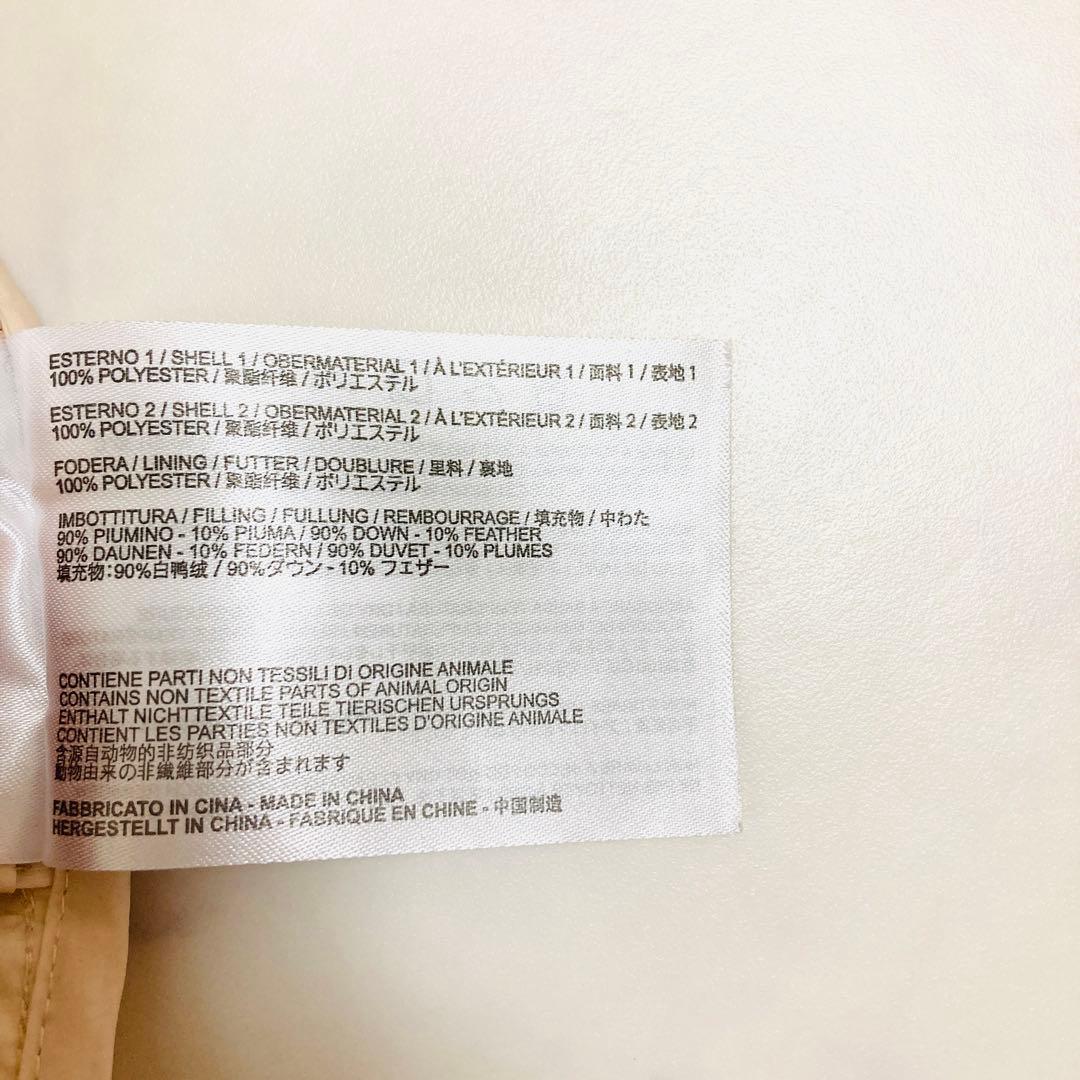 ESTERNO 1 / SHELL 1 / OBERMATERIAL 1 / À L'EXTÉRIEUR 1 / 面料 1 / 表地 1
100% POLYESTER / 聚酯纤维 / ポリエステル
ESTERNO 2 / SHELL 2 / OBERMATERIAL 2 / À L'EXTÉRIEUR 2 / 面料 2 / 表地 2
100% POLYESTER / 聚酯纤维 / ポリエステル
FODERA / LINING / FUTTER / DOUBLURE / 里料 / 裏地
100% POLYESTER / 聚酯纤维 / ポリエステル
IMBOTTITURA / FILLING / FULLUNG / REMBOURRAGE / 填充物 / 中わた
90% PIUMINO - 10% PIUMA / 90% DOWN - 10% FEATHER
90% DAUNEN - 10% FEDERN / 90% DUVET - 10% PLUMES
填充物：90%白鸭绒 / 90%ダウン - 10% フェザー
CONTIENE PARTI NON TESSILI DI ORIGINE ANIMALE
CONTAINS NON TEXTILE PARTS OF ANIMAL ORIGIN
ENTHALT NICHTTEXTILE TEILE TIERISCHEN URSPRUNGS
CONTIENT LES PARTIES NON TEXTILES D'ORIGINE ANIMALE
含源自动物的非纺织品部分
動物由来の非繊維部分が含まれます
FABBRICATO IN CINA - MADE IN CHINA
HERGESTELLT IN CHINA - FABRIQUÉ EN CHINE - 中国制造